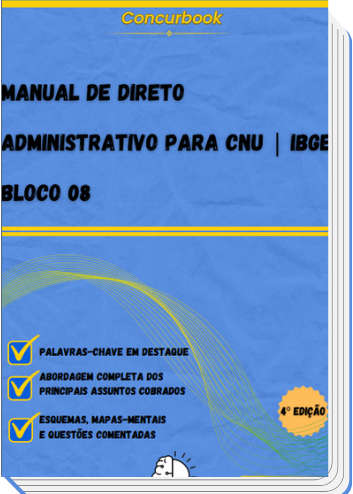 Concurbook
MANUAL DE DIRETO
ADMINISTRATIVO PARA CNU | IBGE
BLOCO 08
PALAVRAS-CHAVE EM DESTAQUE
ABORDAGEM COMPLETA DOS
PRINCIPAIS ASSUNTOS COBRADOS
ESQUEMAS, MAPAS-MENTAIS
E QUESTÕES COMENTADAS
4° EDIÇÃO